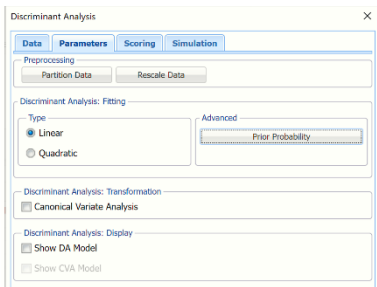 Discriminant Analysis
Data Parameters Scoring Simulation
Preprocessing
Partition Data Rescale Data
Discriminant Analysis: Fitting
Type Advanced
Linear Prior Probability
Quadratic
Discriminant Analysis: Transformation
Canonical Variate Analysis
Discriminant Analysis: Display
Show DA Model
Show CVA Model